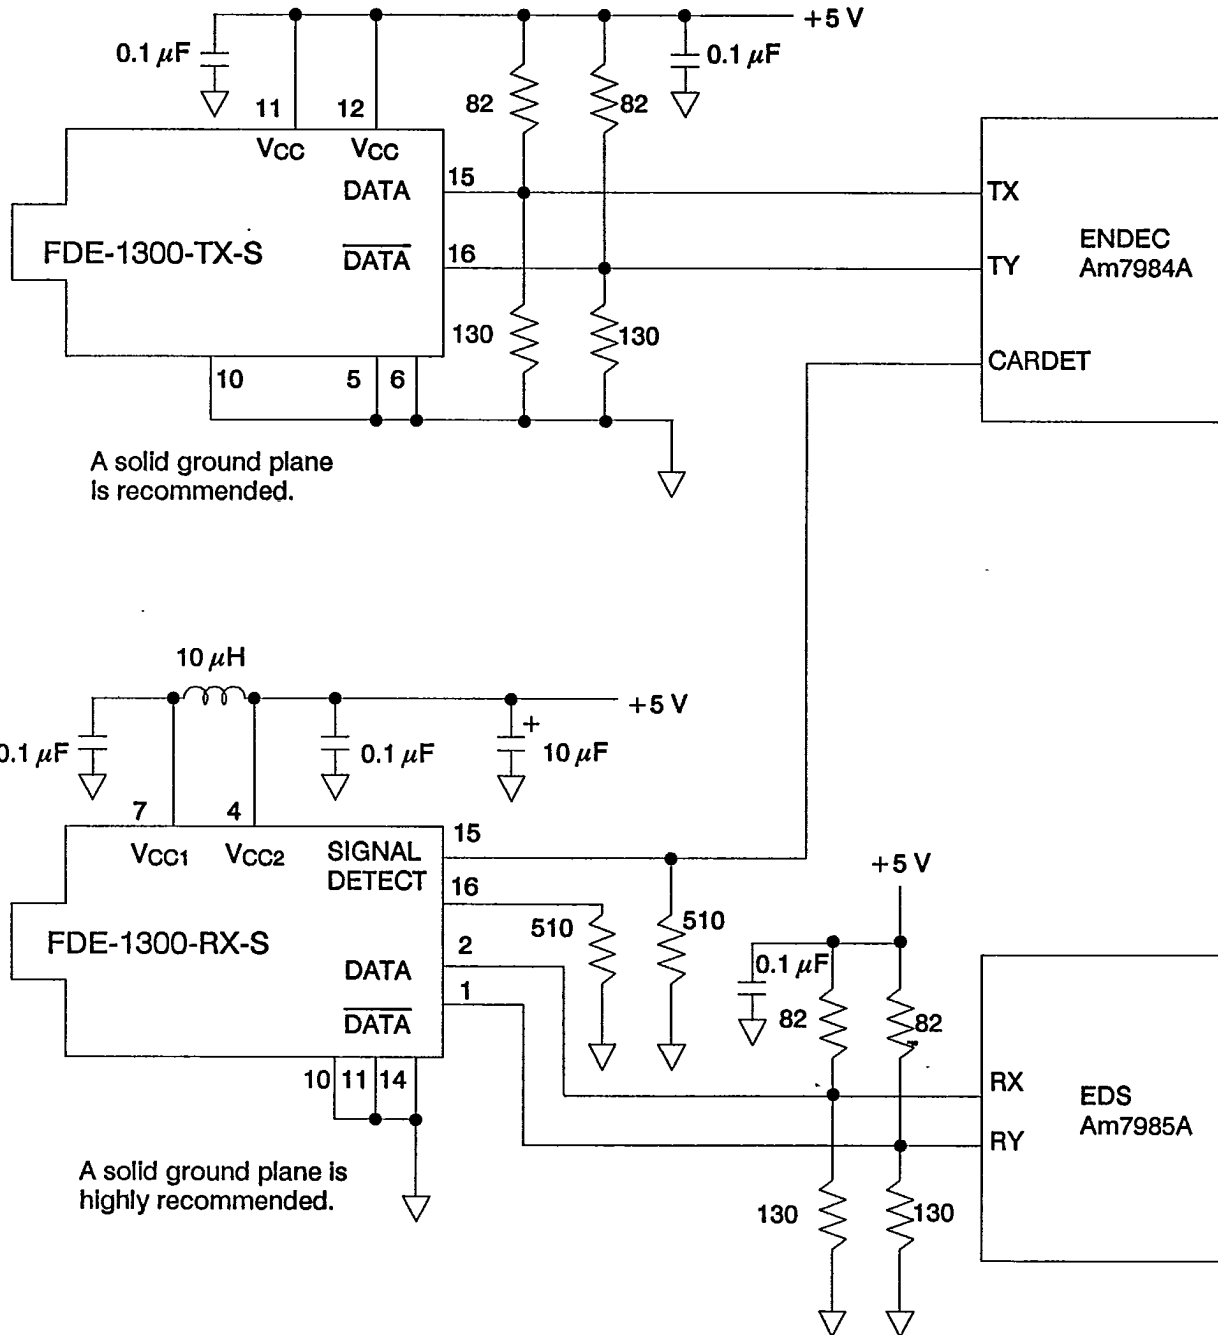 +5 V
0.1 µF
0.1 µF
82
82
11
12
VCC
VCC
DATA
15
TX
FDE-1300-TX-S
ENDEC
Am7984A
DATA
16
TY
130
130
CARDET
10
5
6
A solid ground plane
is recommended.
10 µH
+5 V
0.1 µF
0.1 µF
+
10 µF
7
4
VCC1
VCC2
SIGNAL
DETECT
15
16
+5 V
510
510
FDE-1300-RX-S
2
DATA
0.1 µF
1
DATA
82
82
10
11
14
RX
EDS
Am7985A
RY
A solid ground plane is
highly recommended.
130
130